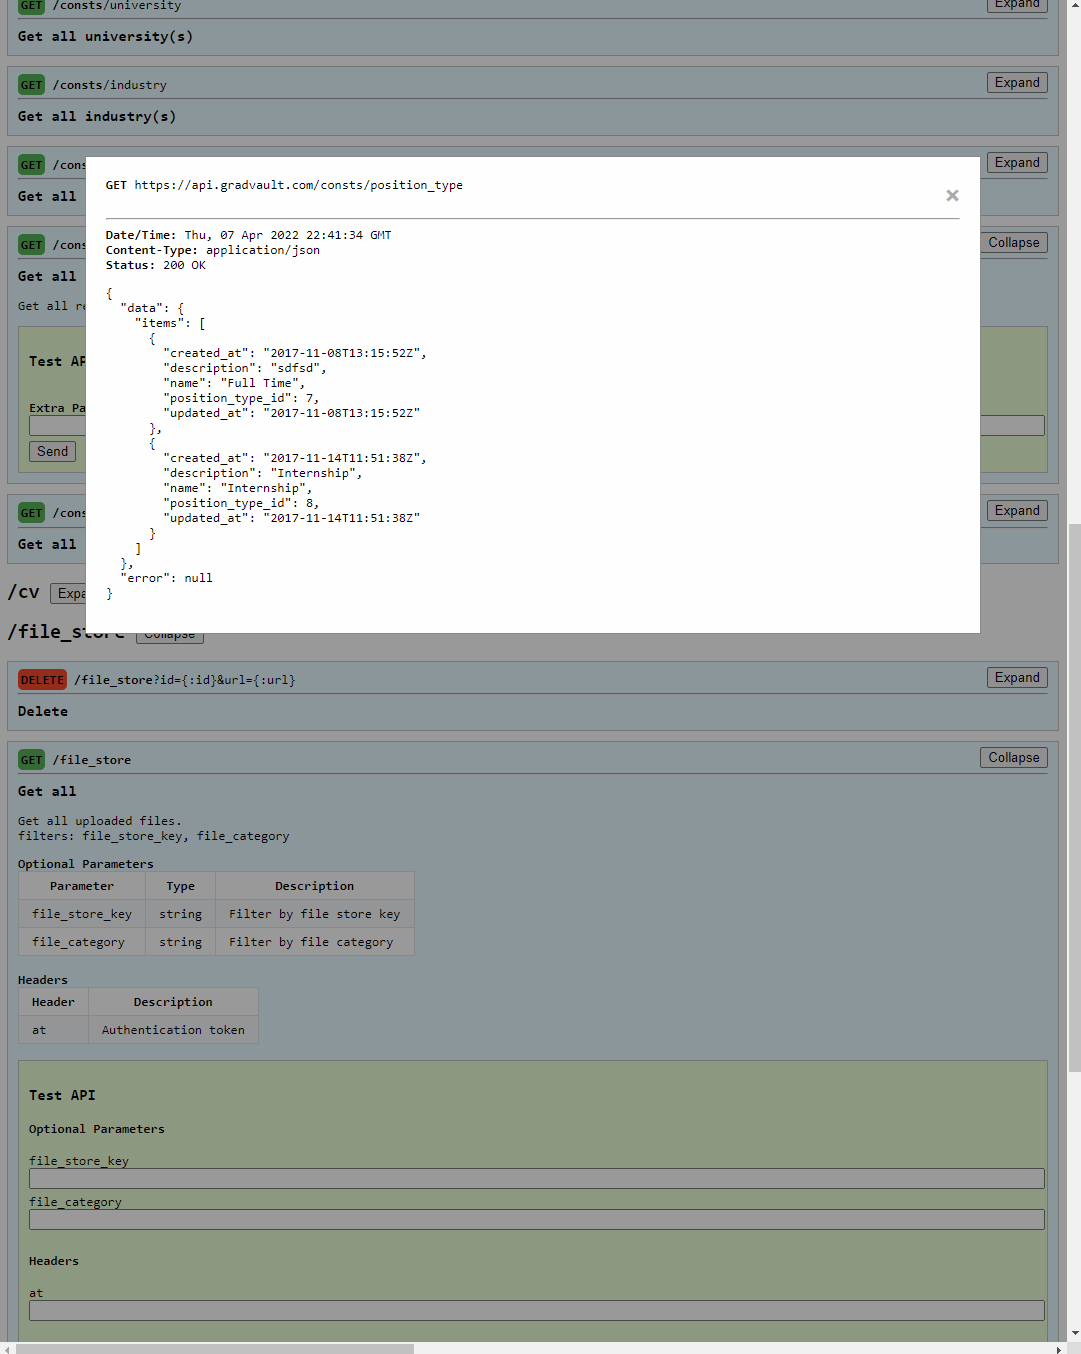 GET /consts/university
Expand
Get all university(s)
GET /consts/industry
Expand
Get all industry(s)
GET /cons
Expand
Get all
GET /cons
Collapse
Get all
Get all re
Test AP
Extra Pa
Send
GET /cons
Expand
Get all
GET https://api.gradvault.com/consts/position_type
×
Date/Time: Thu, 07 Apr 2022 22:41:34 GMT
Content-Type: application/json
Status: 200 OK
{
"data": {
"items": [
{
"created_at": "2017-11-08T13:15:52Z",
"description": "sdfsd",
"name": "Full Time",
"position_type_id": 7,
"updated_at": "2017-11-08T13:15:52Z"
},
{
"created_at": "2017-11-14T11:51:38Z",
"description": "Internship",
"name": "Internship",
"position_type_id": 8,
"updated_at": "2017-11-14T11:51:38Z"
}
]
},
"error": null
}
/cv Expa
/file_store Collapse
DELETE /file_store?id={:id}&url={:url}
Expand
Delete
GET /file_store
Collapse
Get all
Get all uploaded files.
filters: file_store_key, file_category
Optional Parameters
Parameter Type Description
file_store_key string Filter by file store key
file_category string Filter by file category
Headers
Header Description
at Authentication token
Test API
Optional Parameters
file_store_key
file_category
Headers
at